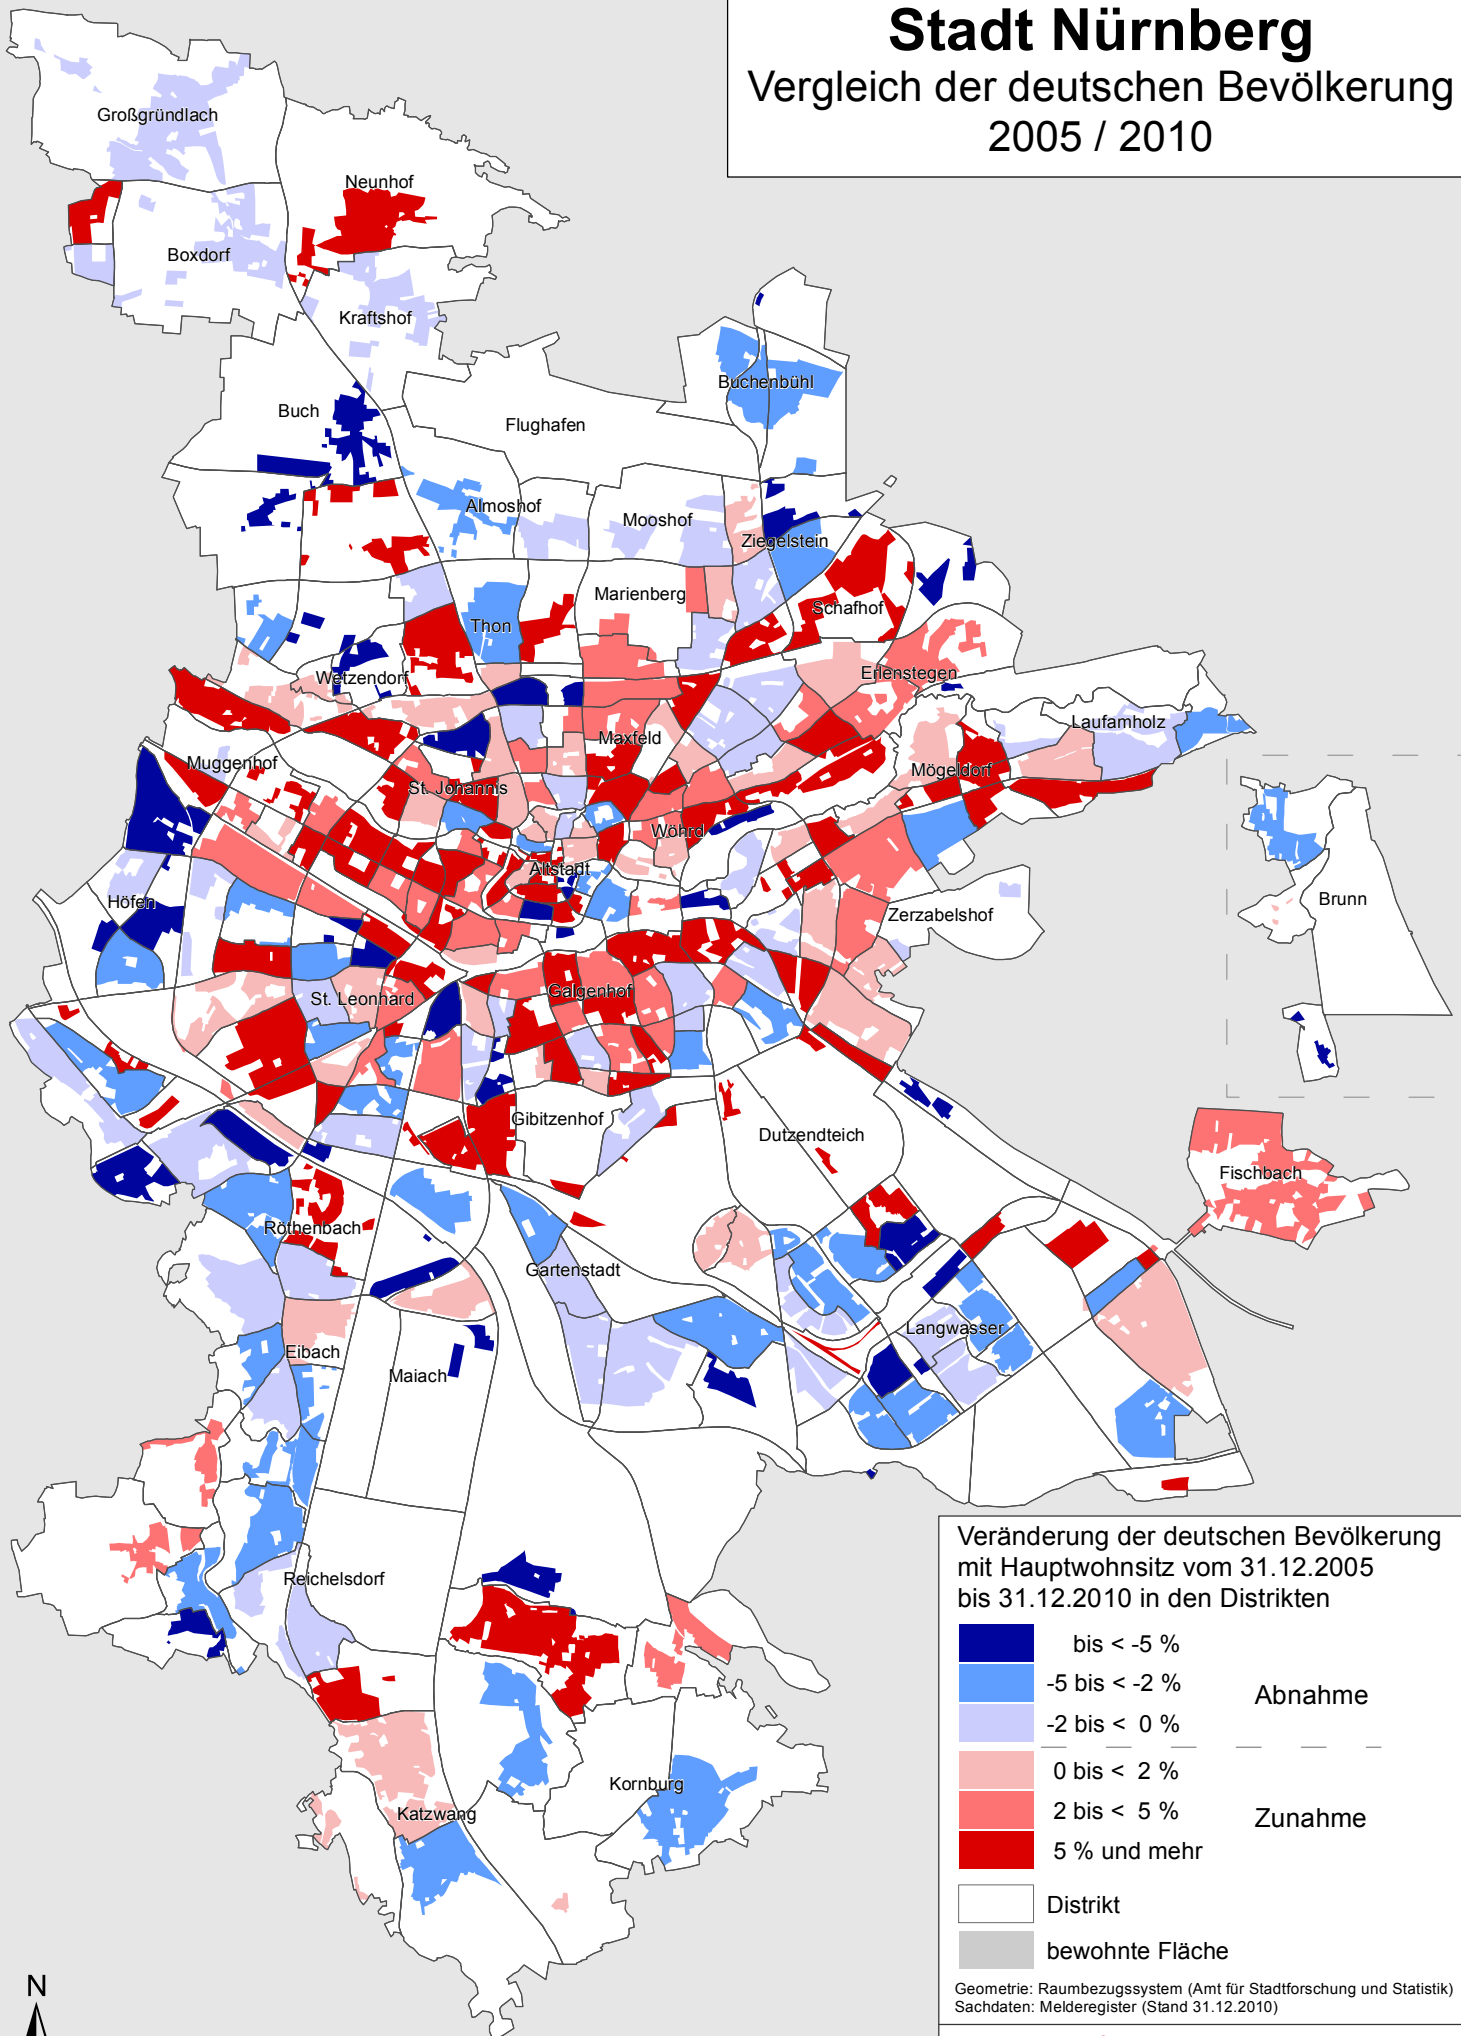 Stadt Nürnberg
Vergleich der deutschen Bevölkerung
2005 / 2010
Großgründlach
Neunhof
Boxdorf
Kraftshof
Buchenbühl
Buch
Flughafen
Almoshof
Mooshof
Ziegelstein
Marienberg
Schafhof
Thon
Wetzendorf
Erlenstegen
Laufamholz
Maxfeld
Muggenhof
Mögeldorf
St. Johannis
Wöhrd
Altstadt
Höfen
Brunn
Zerzabelshof
St. Leonhard
Galgenhof
Gibitzenhof
Dutzendteich
Fischbach
Röthenbach
Gartenstadt
Langwasser
Eibach
Maiach
Reichelsdorf
Kornburg
Katzwang
N
Veränderung der deutschen Bevölkerung
mit Hauptwohnsitz vom 31.12.2005
bis 31.12.2010 in den Distrikten
bis < -5 %
-5 bis < -2 %
Abnahme
-2 bis < 0 %
0 bis < 2 %
2 bis < 5 %
Zunahme
5 % und mehr
Distrikt
bewohnte Fläche
Geometrie: Raumbezugssystem (Amt für Stadtforschung und Statistik)
Sachdaten: Melderegister (Stand 31.12.2010)